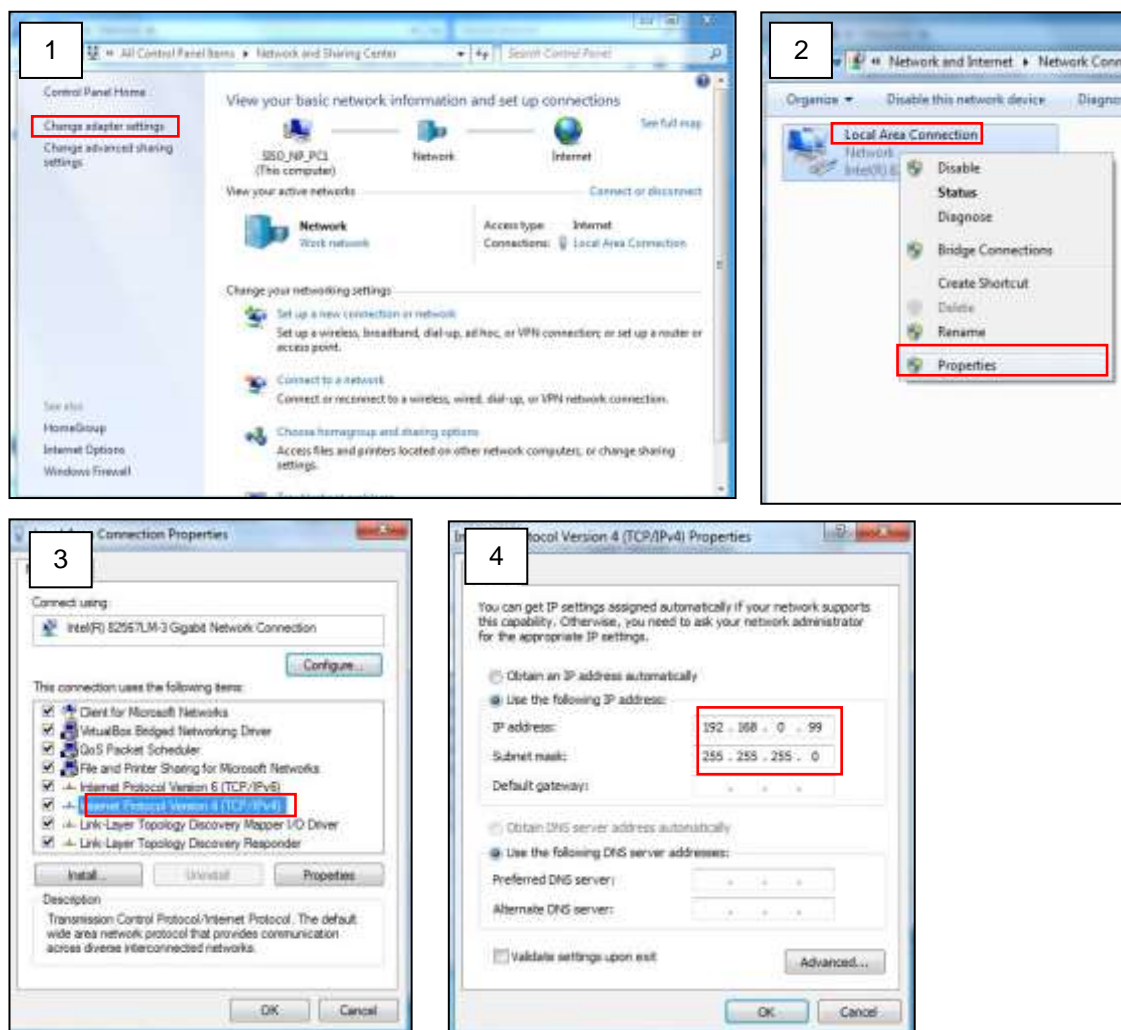 1
All Control Panel Items ▸ Network and Sharing Center
Search Control Panel
Control Panel Home
Change adapter settings
Change advanced sharing
settings
See also
HomeGroup
Internet Options
Windows Firewall
View your basic network information and set up connections
See full map
SISO_NP_PC1
(This computer)
Network
Internet
View your active networks
Connect or disconnect
Network
Work network
Access type: Internet
Connections: Local Area Connection
Change your networking settings
Set up a new connection or network
Set up a wireless, broadband, dial-up, ad hoc, or VPN connection; or set up a router or
access point.
Connect to a network
Connect or reconnect to a wireless, wired, dial-up, or VPN network connection.
Choose homegroup and sharing options
Access files and printers located on other network computers, or change sharing
settings.
2
Network and Internet ▸ Network Conn
Organize
Disable this network device
Diagno
Local Area Connection
Network
Intel(R) 8
Disable
Status
Diagnose
Bridge Connections
Create Shortcut
Delete
Rename
Properties
3
Connection Properties
Connect using:
Intel(R) 82567LM-3 Gigabit Network Connection
Configure...
This connection uses the following items:
Client for Microsoft Networks
VirtualBox Bridged Networking Driver
QoS Packet Scheduler
File and Printer Sharing for Microsoft Networks
Internet Protocol Version 6 (TCP/IPv6)
Internet Protocol Version 4 (TCP/IPv4)
Link-Layer Topology Discovery Mapper I/O Driver
Link-Layer Topology Discovery Responder
Install...
Uninstall
Properties
Description
Transmission Control Protocol/Internet Protocol. The default
wide area network protocol that provides communication
across diverse interconnected networks.
OK
Cancel
4
In
tocol Version 4 (TCP/IPv4) Properties
You can get IP settings assigned automatically if your network supports
this capability. Otherwise, you need to ask your network administrator
for the appropriate IP settings.
Obtain an IP address automatically
Use the following IP address:
IP address: 192 . 168 . 0 . 99
Subnet mask: 255 . 255 . 255 . 0
Default gateway: . . .
Obtain DNS server address automatically
Use the following DNS server addresses:
Preferred DNS server: . . .
Alternate DNS server: . . .
Validate settings upon exit
Advanced...
OK
Cancel